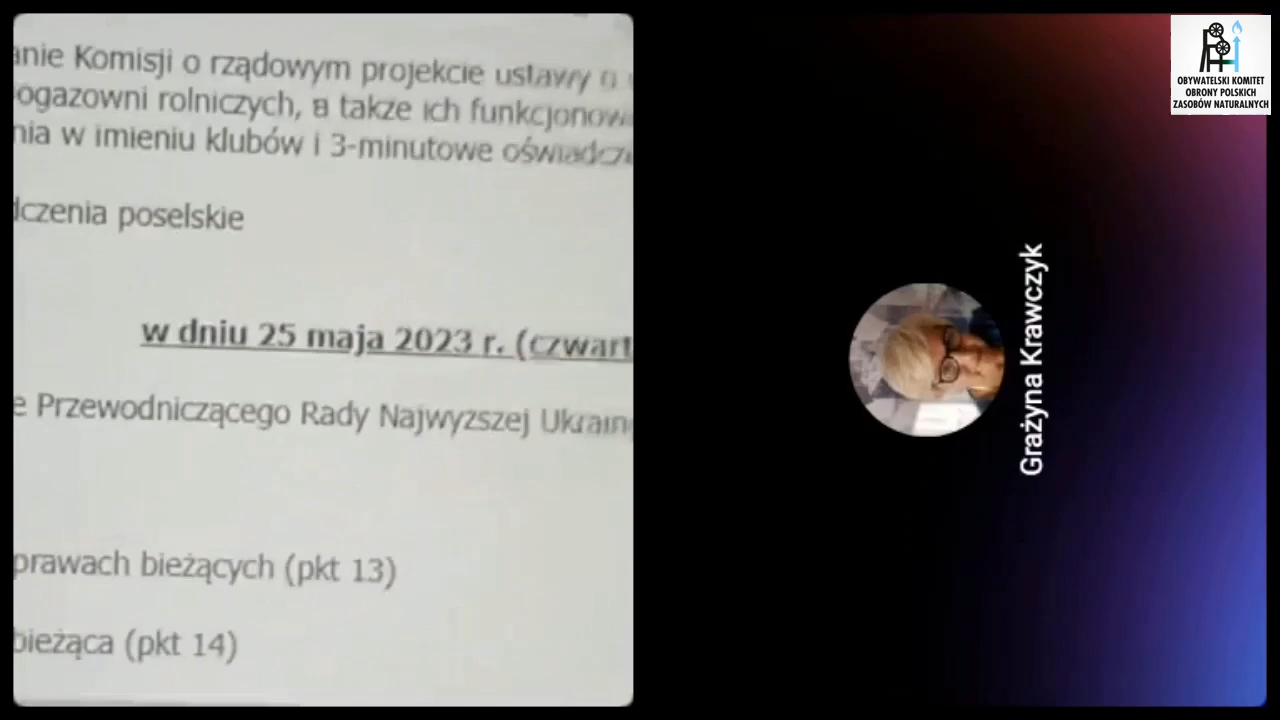 anie Komisji o rządowym projekcie ustawy o
ogazowni rolniczych, a także ich funkcjonow
nia w imieniu klubów i 3-minutowe oświadcze
dczenia poselskie
w dniu 25 maja 2023 r. (czwart
e Przewodniczącego Rady Najwyższej Ukrain
prawach bieżących (pkt 13)
bieżąca (pkt 14)
Grażyna Krawczyk
OBYWATELSKI KOMITET
OBRONY POLSKICH
ZASOBÓW NATURALNYCH